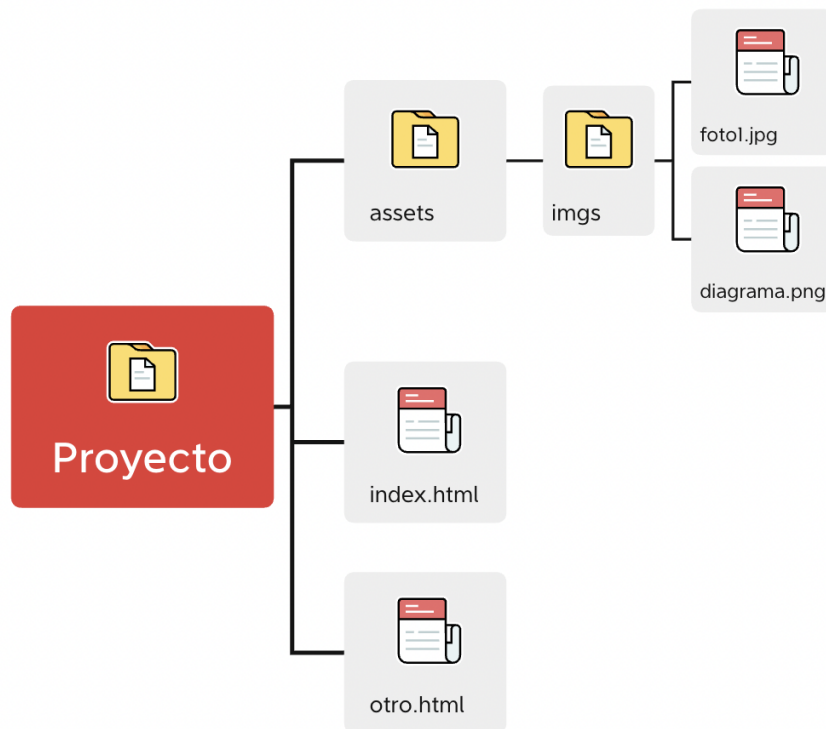 Proyecto
assets
imgs
foto1.jpg
diagrama.png
index.html
otro.html